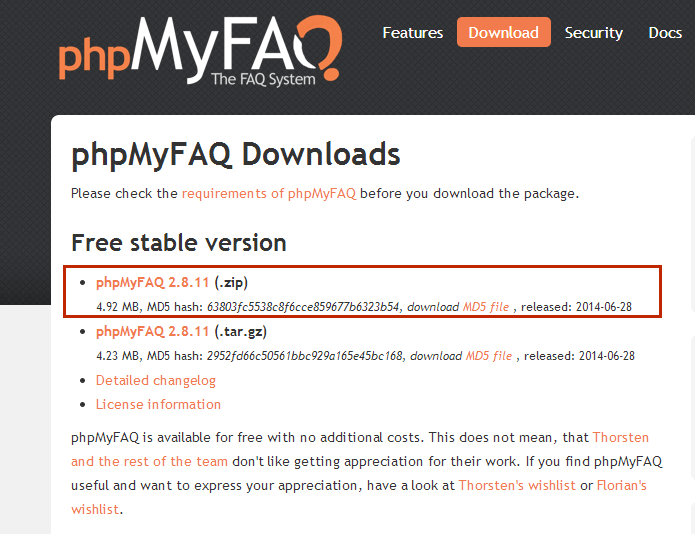 phpMyFAQ
The FAQ System
Features Download Security Docs
phpMyFAQ Downloads
Please check the requirements of phpMyFAQ before you download the package.
Free stable version
phpMyFAQ 2.8.11 (.zip)
4.92 MB, MD5 hash: 63803fc5538c8f6cce859677b6323b54, download MD5 file , released: 2014-06-28
phpMyFAQ 2.8.11 (.tar.gz)
4.23 MB, MD5 hash: 2952fd66c50561bbc929a165e45bc168, download MD5 file , released: 2014-06-28
Detailed changelog
License information
phpMyFAQ is available for free with no additional costs. This does not mean, that Thorsten
and the rest of the team don't like getting appreciation for their work. If you find phpMyFAQ
useful and want to express your appreciation, have a look at Thorsten's wishlist or Florian's
wishlist.